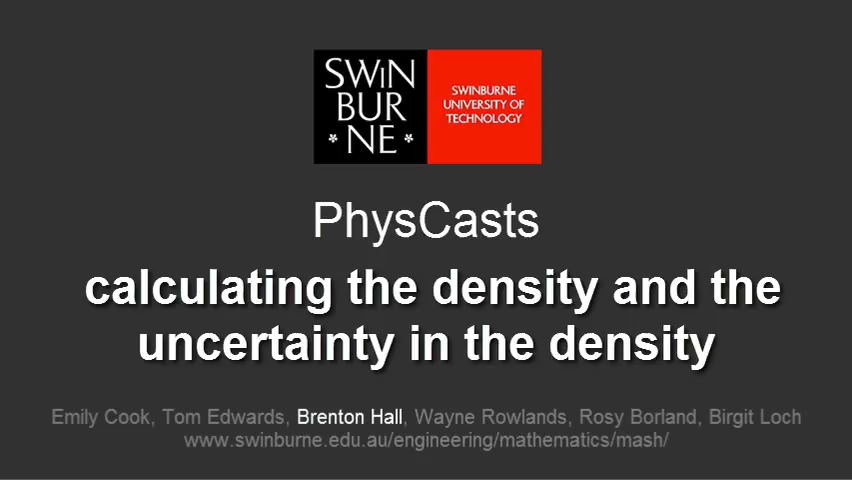 SWIN
BUR
NE
SWINBURNE
UNIVERSITY OF
TECHNOLOGY
PhysCasts
calculating the density and the
uncertainty in the density
Emily Cook, Tom Edwards, Brenton Hall, Wayne Rowlands, Rosy Borland, Birgit Loch
www.swinburne.edu.au/engineering/mathematics/mash/